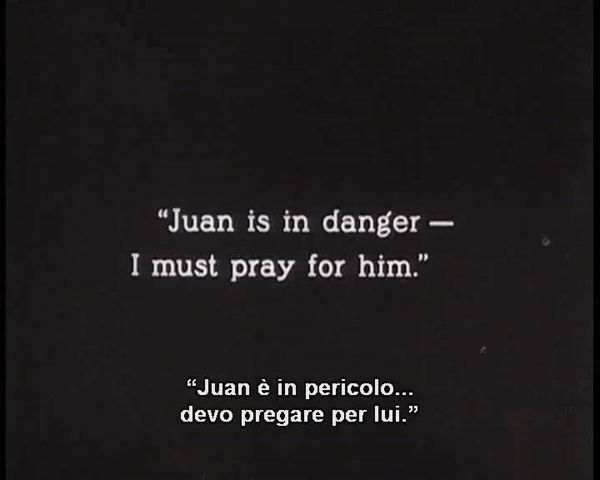 “Juan is in danger —
I must pray for him.”
“Juan è in pericolo...
devo pregare per lui.”